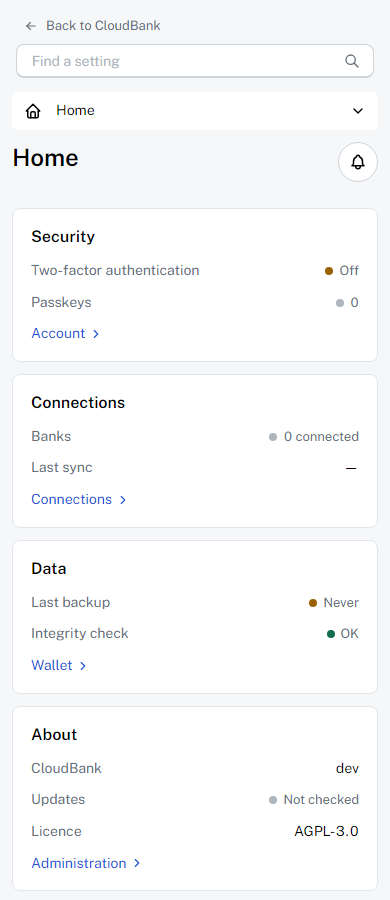 Back to CloudBank
Find a setting
Home
Home
Security
Two-factor authentication Off
Passkeys 0
Account
Connections
Banks 0 connected
Last sync —
Connections
Data
Last backup Never
Integrity check OK
Wallet
About
CloudBank dev
Updates Not checked
Licence AGPL-3.0
Administration